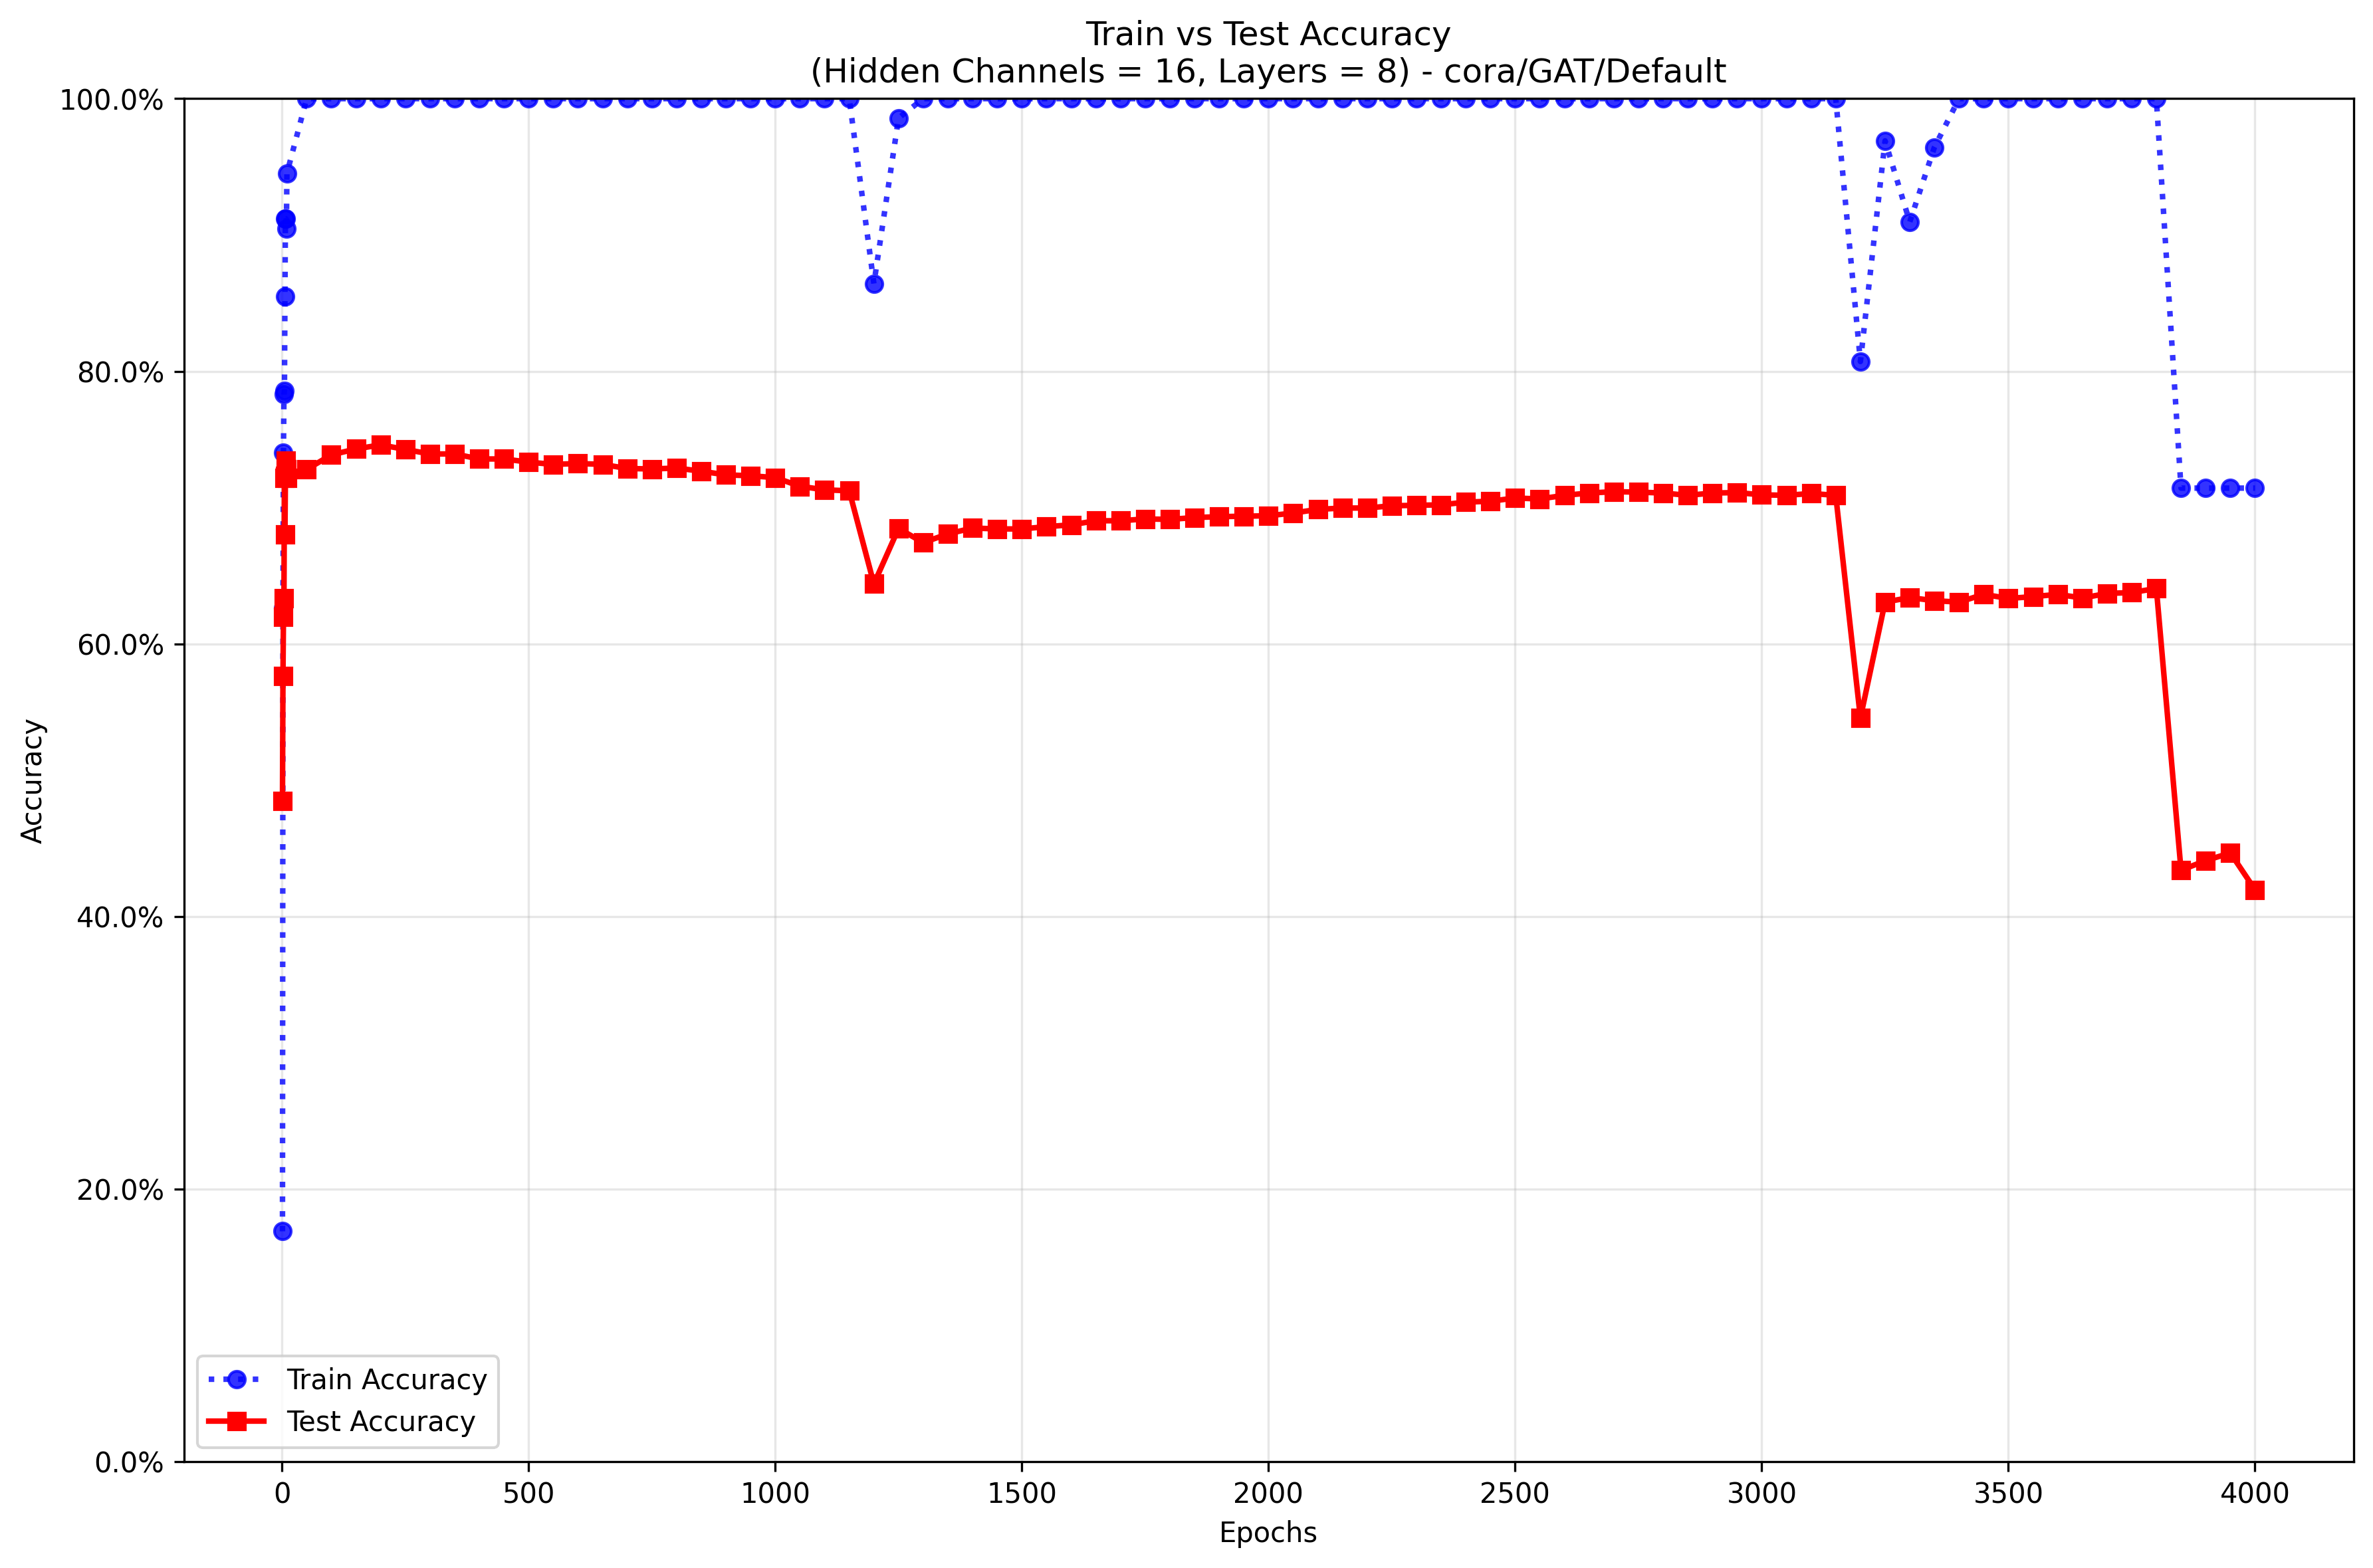 Train vs Test Accuracy
(Hidden Channels = 16, Layers = 8) - cora/GAT/Default
100.0%
80.0%
60.0%
40.0%
20.0%
0.0%
Accuracy
Train Accuracy
Test Accuracy
0 500 1000 1500 2000 2500 3000 3500 4000
Epochs